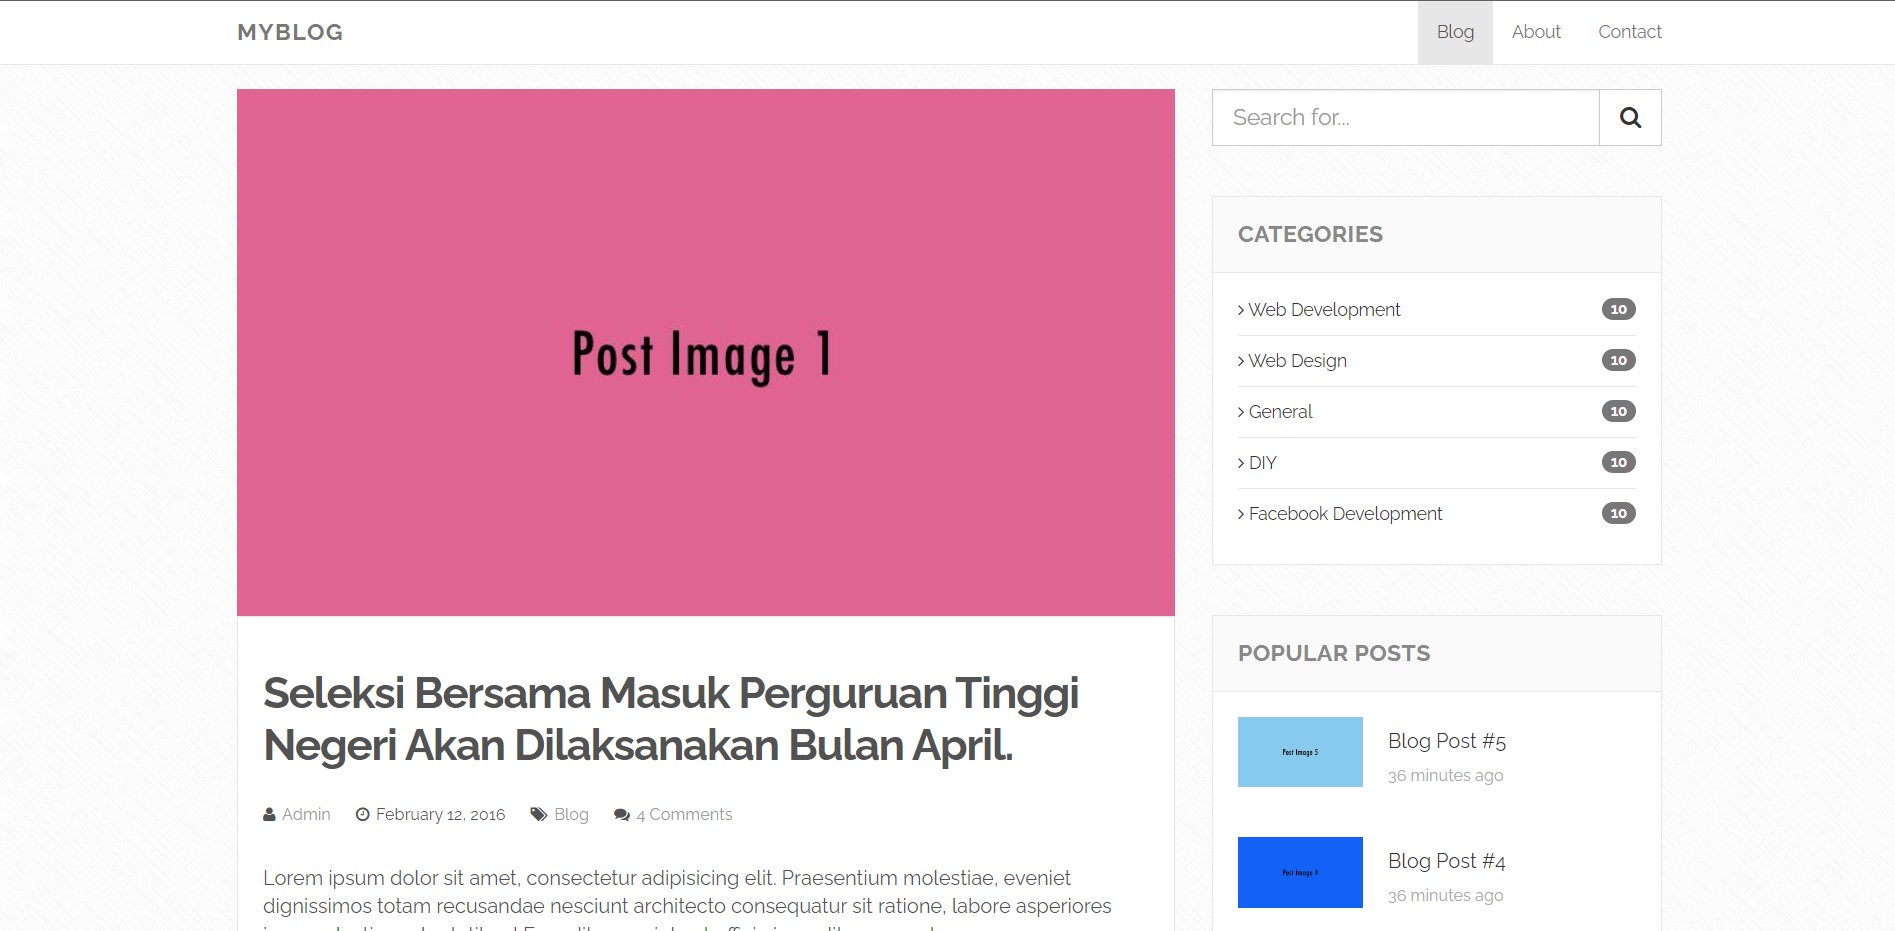 MYBLOG
Blog
About
Contact
Post Image 1
Seleksi Bersama Masuk Perguruan Tinggi
Negeri Akan Dilaksanakan Bulan April.
Admin
February 12, 2016
Blog
4 Comments
Lorem ipsum dolor sit amet, consectetur adipisicing elit. Praesentium molestiae, eveniet
dignissimos totam recusandae nesciunt architecto consequatur sit ratione, labore asperiores
Search for...
CATEGORIES
Web Development 10
Web Design 10
General 10
DIY 10
Facebook Development 10
POPULAR POSTS
Post Image 5
Blog Post #5
36 minutes ago
Post Image 4
Blog Post #4
36 minutes ago